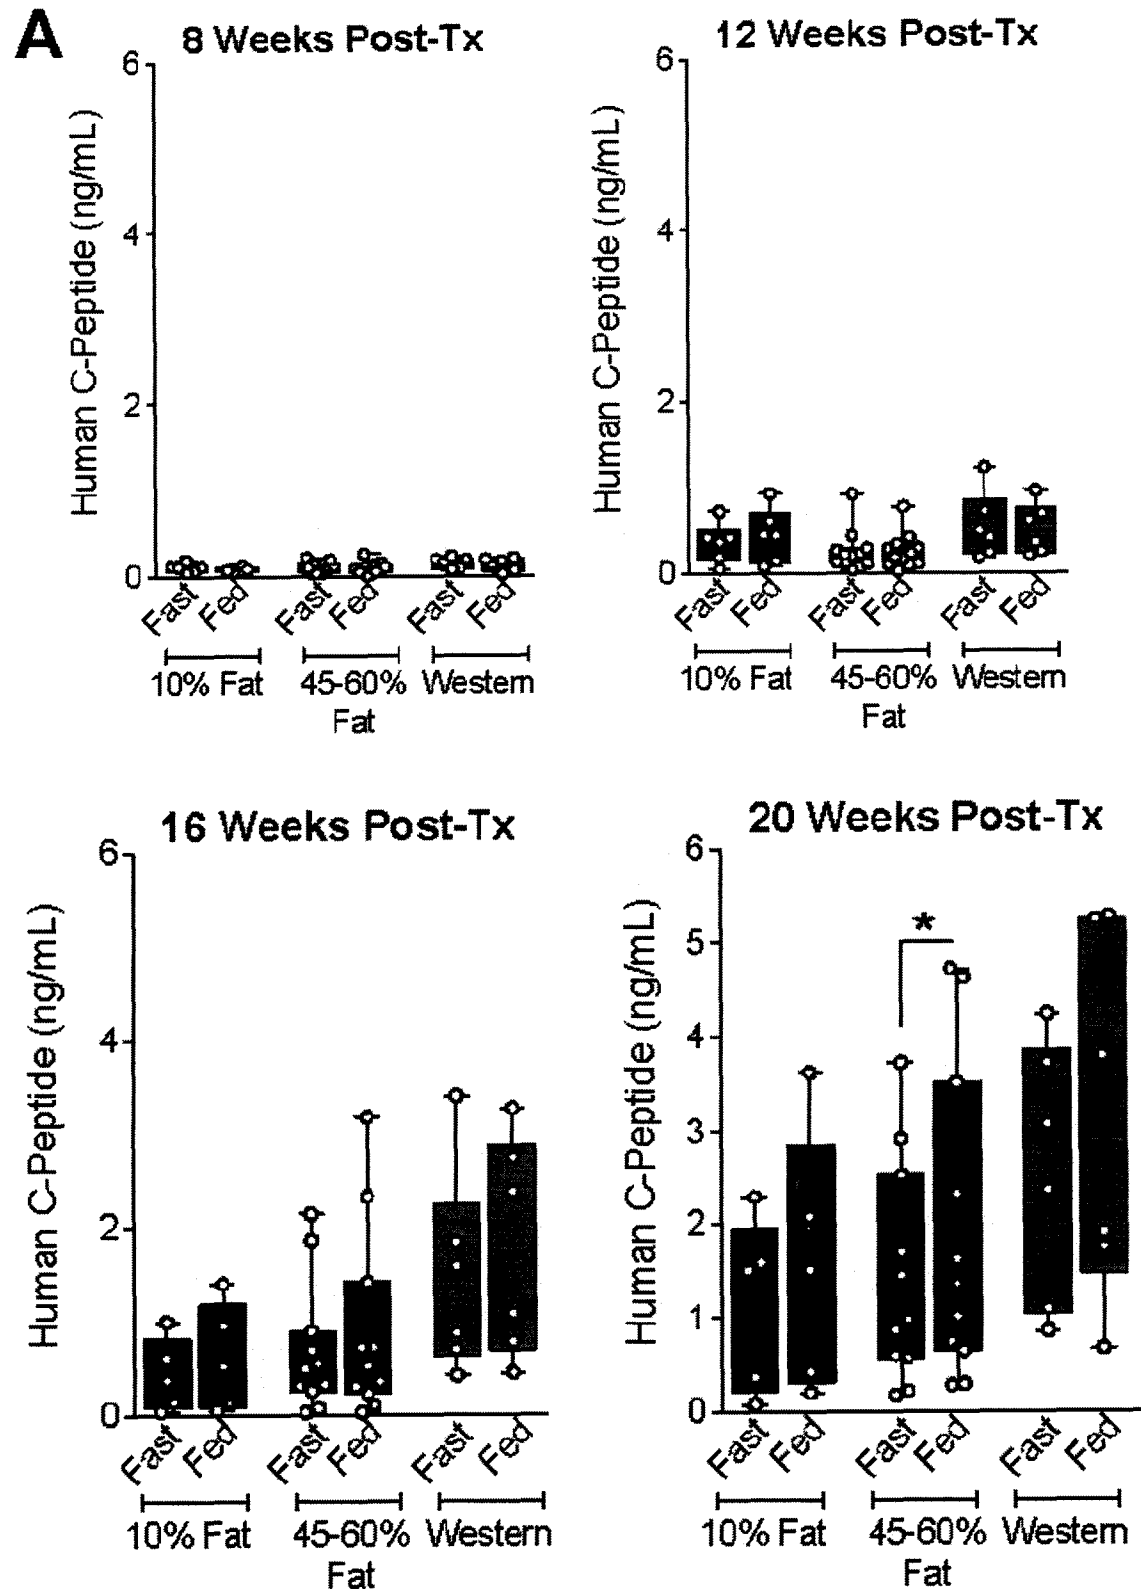 A
8 Weeks Post-Tx
Human C-Peptide (ng/mL)
6
4
2
0
Fast
Fed
Fast
Fed
Fast
Fed
10% Fat
45-60%
Fat
Western
12 Weeks Post-Tx
Human C-Peptide (ng/mL)
6
4
2
0
Fast
Fed
Fast
Fed
Fast
Fed
10% Fat
45-60%
Fat
Western
16 Weeks Post-Tx
Human C-Peptide (ng/mL)
6
4
2
0
Fast
Fed
Fast
Fed
Fast
Fed
10% Fat
45-60%
Fat
Western
20 Weeks Post-Tx
Human C-Peptide (ng/mL)
6
5
4
3
2
1
0
*
Fast
Fed
Fast
Fed
Fast
Fed
10% Fat
45-60%
Fat
Western